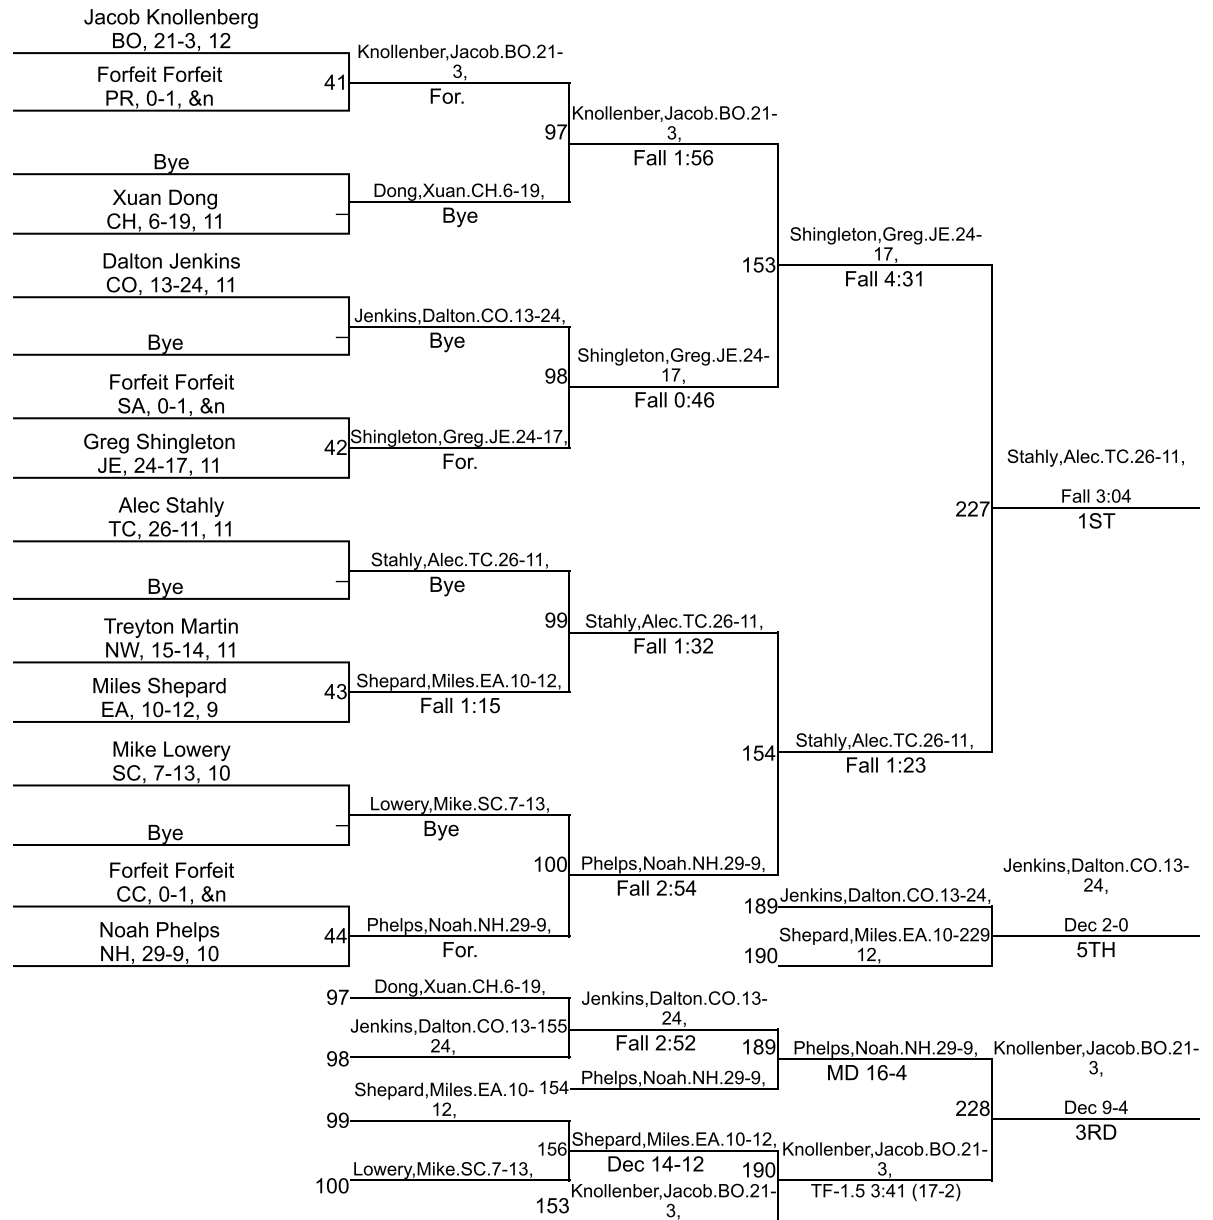 Jacob Knollenberg
BO, 21-3, 12
Forfeit Forfeit
PR, 0-1, &n
41
Knollenber,Jacob.BO.21-
3,
For.
Bye
Xuan Dong
CH, 6-19, 11
_
Dong,Xuan.CH.6-19,
Bye
97
Knollenber,Jacob.BO.21-
3,
Fall 1:56
Dalton Jenkins
CO, 13-24, 11
Bye
_
Jenkins,Dalton.CO.13-24,
Bye
Forfeit Forfeit
SA, 0-1, &n
Greg Shingleton
JE, 24-17, 11
42
Shingleton,Greg.JE.24-17,
For.
98
Shingleton,Greg.JE.24-
17,
Fall 0:46
153
Shingleton,Greg.JE.24-
17,
Fall 4:31
Alec Stahly
TC, 26-11, 11
Bye
_
Stahly,Alec.TC.26-11,
Bye
Treyton Martin
NW, 15-14, 11
Miles Shepard
EA, 10-12, 9
43
Shepard,Miles.EA.10-12,
Fall 1:15
99
Stahly,Alec.TC.26-11,
Fall 1:32
Mike Lowery
SC, 7-13, 10
Bye
_
Lowery,Mike.SC.7-13,
Bye
Forfeit Forfeit
CC, 0-1, &n
Noah Phelps
NH, 29-9, 10
44
Phelps,Noah.NH.29-9,
For.
100
Phelps,Noah.NH.29-9,
Fall 2:54
154
Stahly,Alec.TC.26-11,
Fall 1:23
227
Stahly,Alec.TC.26-11,
Fall 3:04
1ST
189
Jenkins,Dalton.CO.13-24,
190
Shepard,Miles.EA.10-229
12,
Jenkins,Dalton.CO.13-
24,
Dec 2-0
5TH
97
Dong,Xuan.CH.6-19,
98
Jenkins,Dalton.CO.13-155
24,
Jenkins,Dalton.CO.13-
24,
Fall 2:52
154
Phelps,Noah.NH.29-9,
189
Phelps,Noah.NH.29-9,
MD 16-4
99
Shepard,Miles.EA.10-
12,
100
Lowery,Mike.SC.7-13,
156
Shepard,Miles.EA.10-12,
Dec 14-12
153
Knollenber,Jacob.BO.21-
3,
190
Knollenber,Jacob.BO.21-
3,
TF-1.5 3:41 (17-2)
228
Knollenber,Jacob.BO.21-
3,
Dec 9-4
3RD